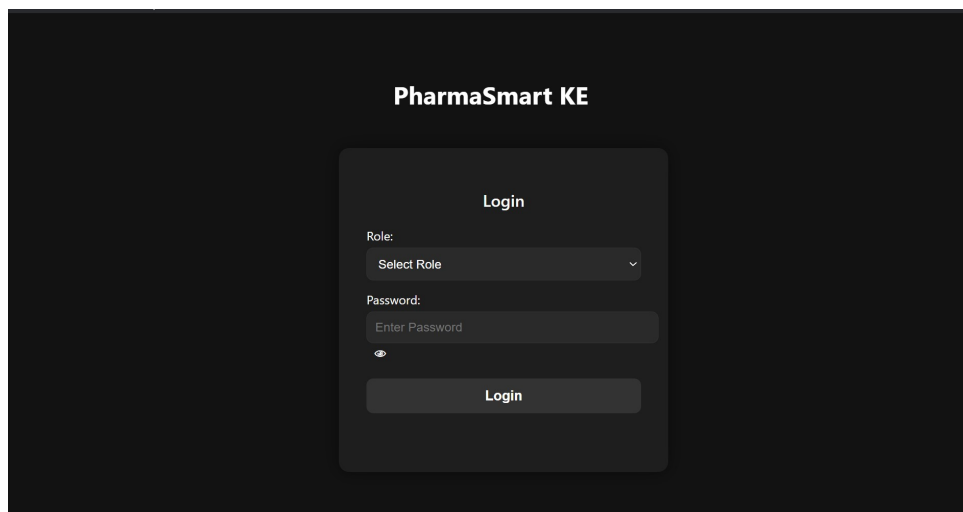 PharmaSmart KE
Login
Role:
Select Role
Password:
Enter Password
Login